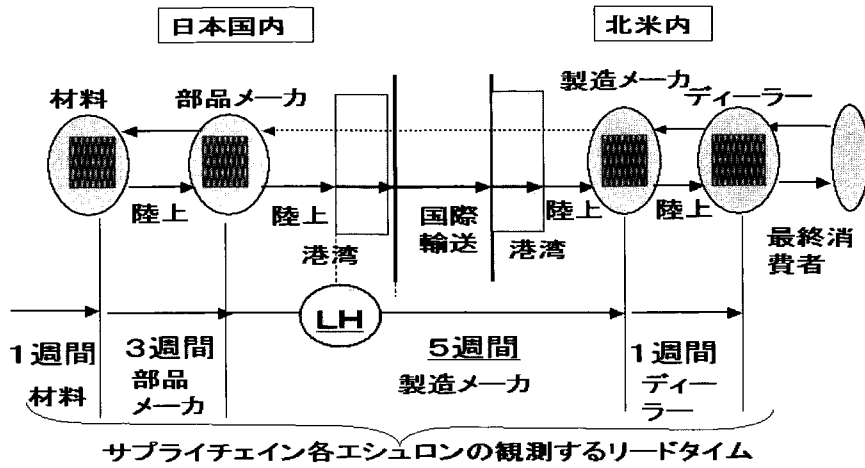 日本国内
北米内
材料
部品メーカ
製造メーカ
ディーラー
陸上
陸上
国際
輸送
陸上
陸上
港湾
港湾
最終消
費者
LH
1週間
3週間
5週間
1週間
材料
部品
メーカ
製造メーカ
ディー
ラー
サプライチェイン各エシュロンの観測するリードタイム